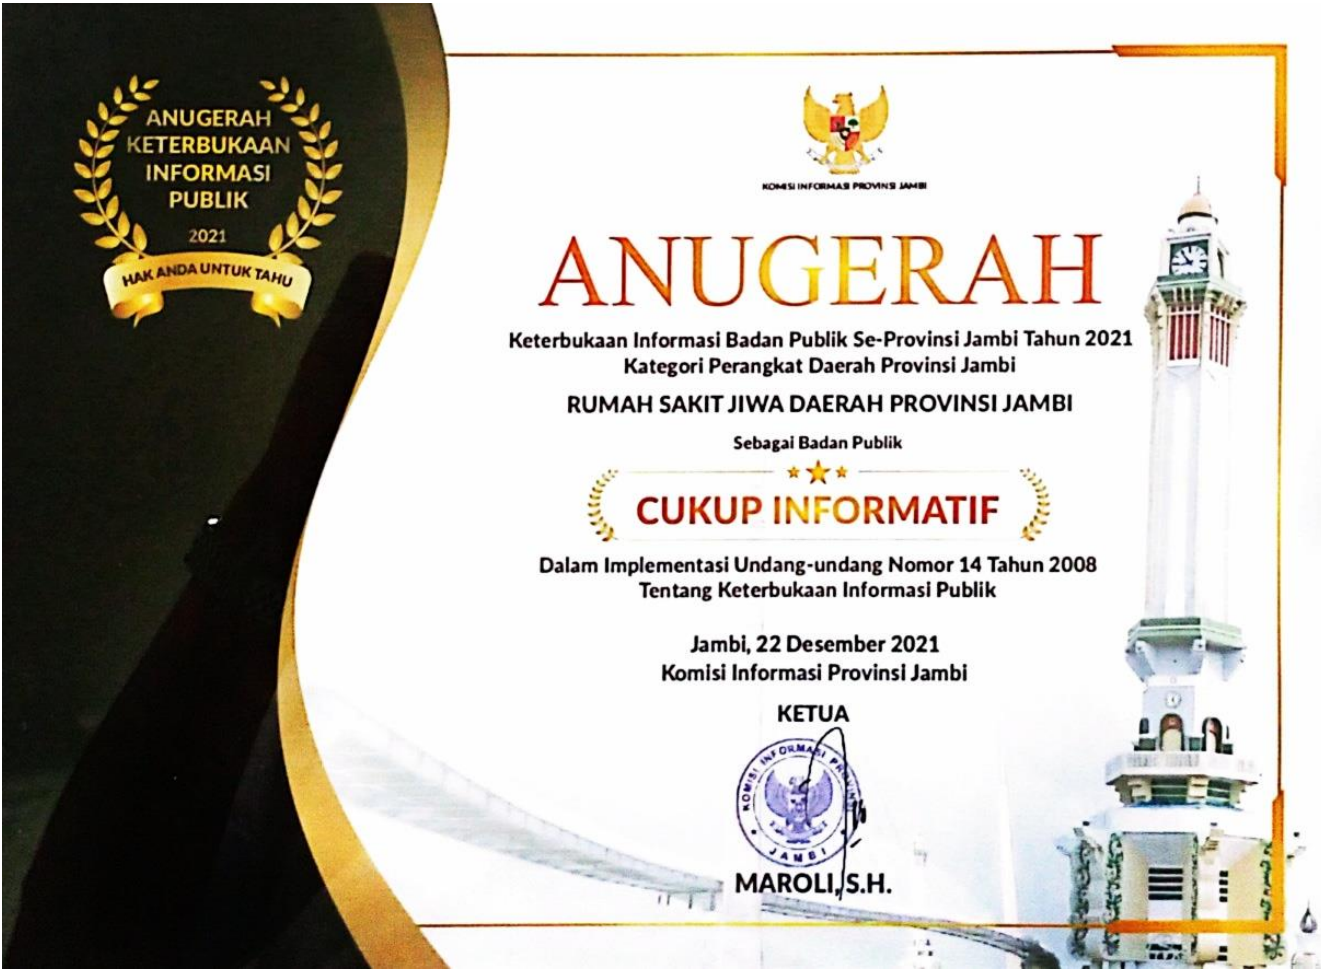 ANUGERAH
KETERBUKAAN
INFORMASI
PUBLIK
2021
HAK ANDA UNTUK TAHU
KOMISI INFORMASI PROVINSI JAMBI
ANUGERAH
Keterbukaan Informasi Badan Publik Se-Provinsi Jambi Tahun 2021
Kategori Perangkat Daerah Provinsi Jambi
RUMAH SAKIT JIWA DAERAH PROVINSI JAMBI
Sebagai Badan Publik
CUKUP INFORMATIF
Dalam Implementasi Undang-undang Nomor 14 Tahun 2008
Tentang Keterbukaan Informasi Publik
Jambi, 22 Desember 2021
Komisi Informasi Provinsi Jambi
KETUA
KOMISI INFORMASI PROVINSI
JAMBI
MAROLI, S.H.